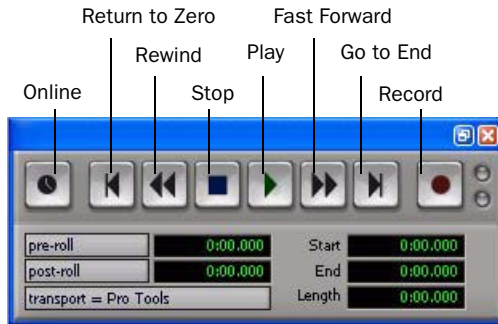 Return to Zero Fast Forward
Rewind Play Go to End
Online Stop Record
pre-roll 0:00.000 Start 0:00.000
post-roll 0:00.000 End 0:00.000
transport = Pro Tools Length 0:00.000